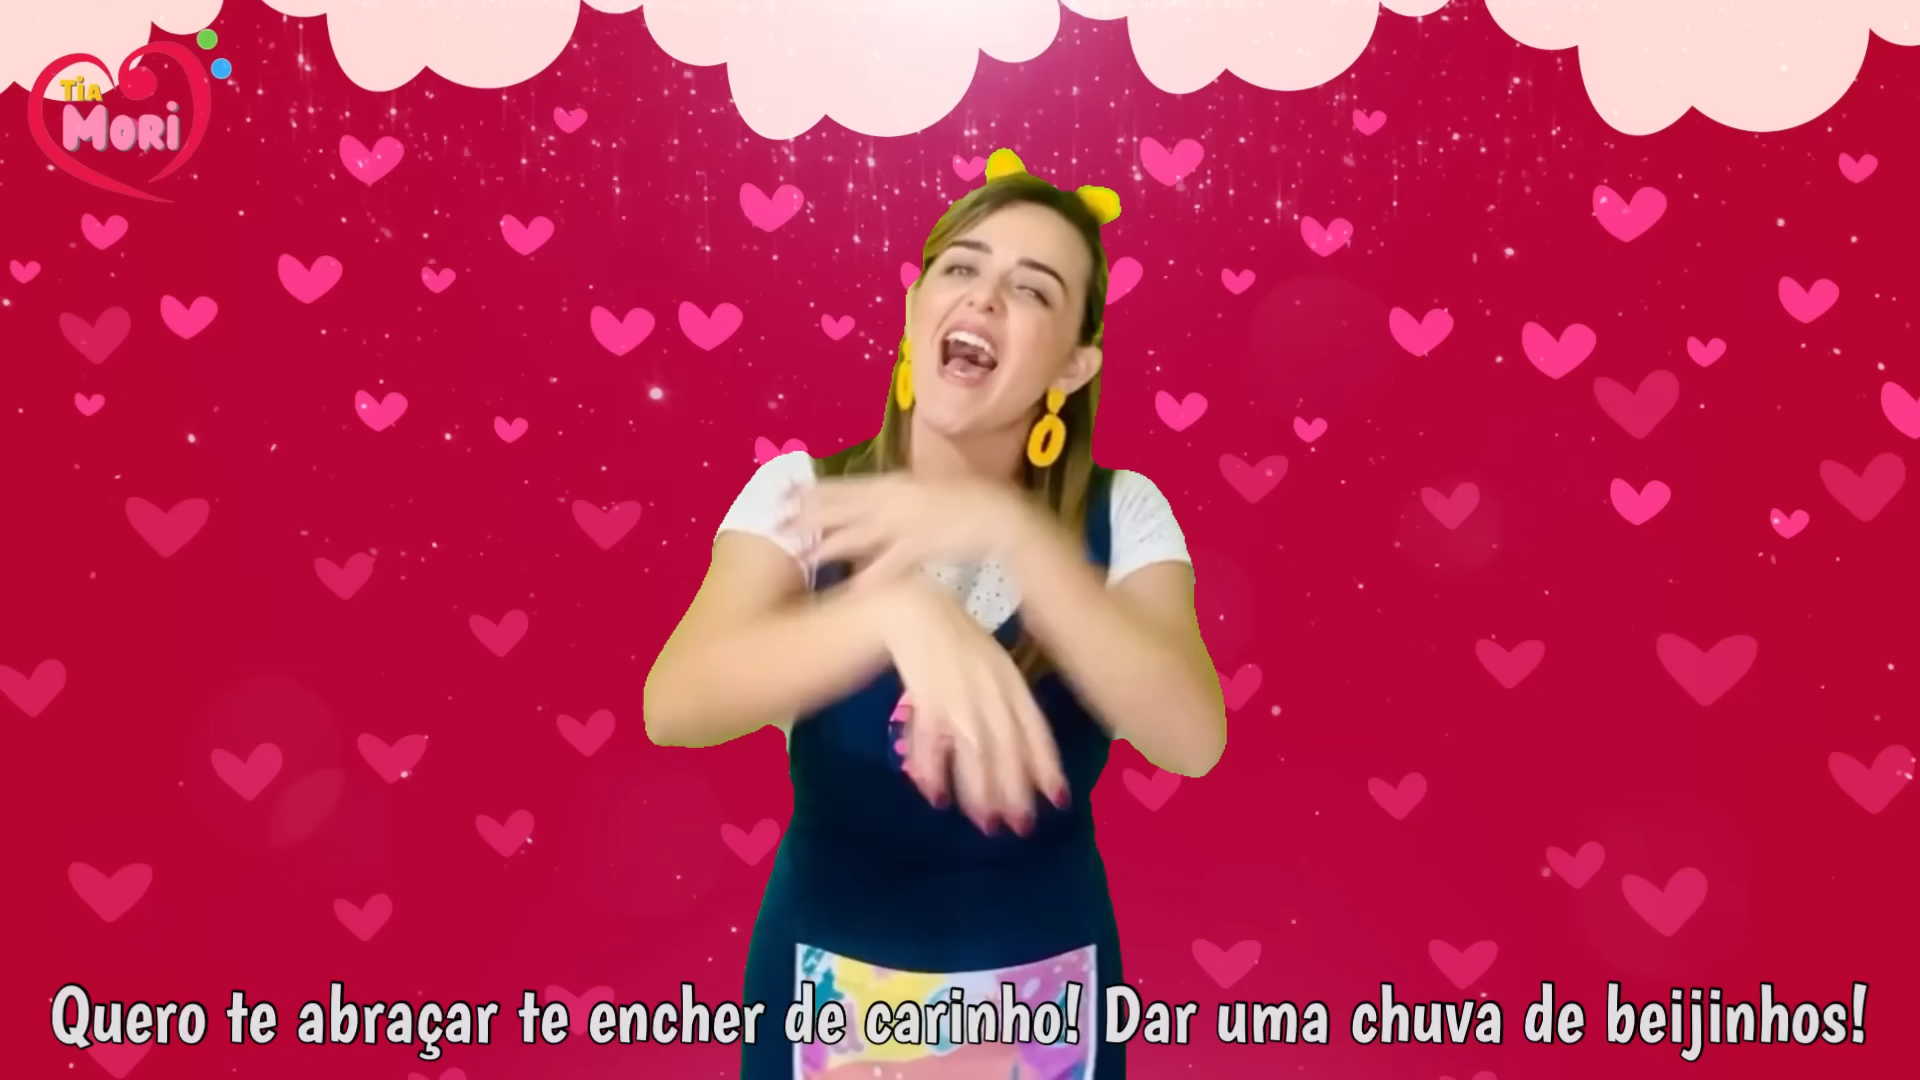 Tia
Mori
Quero te abraçar te encher de carinho! Dar uma chuva de beijinhos!